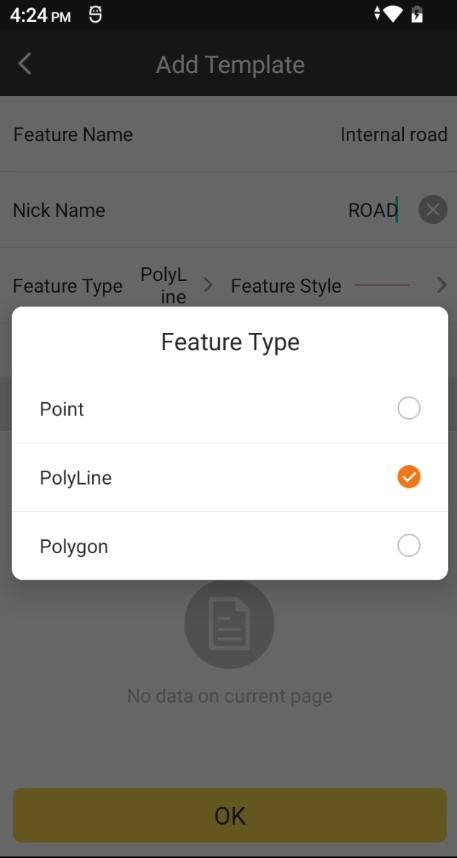 4:24 PM
Add Template
Feature Name Internal road
Nick Name ROAD
Feature Type PolyL
ine Feature Style
Feature Type
Point
PolyLine
Polygon
No data on current page
OK